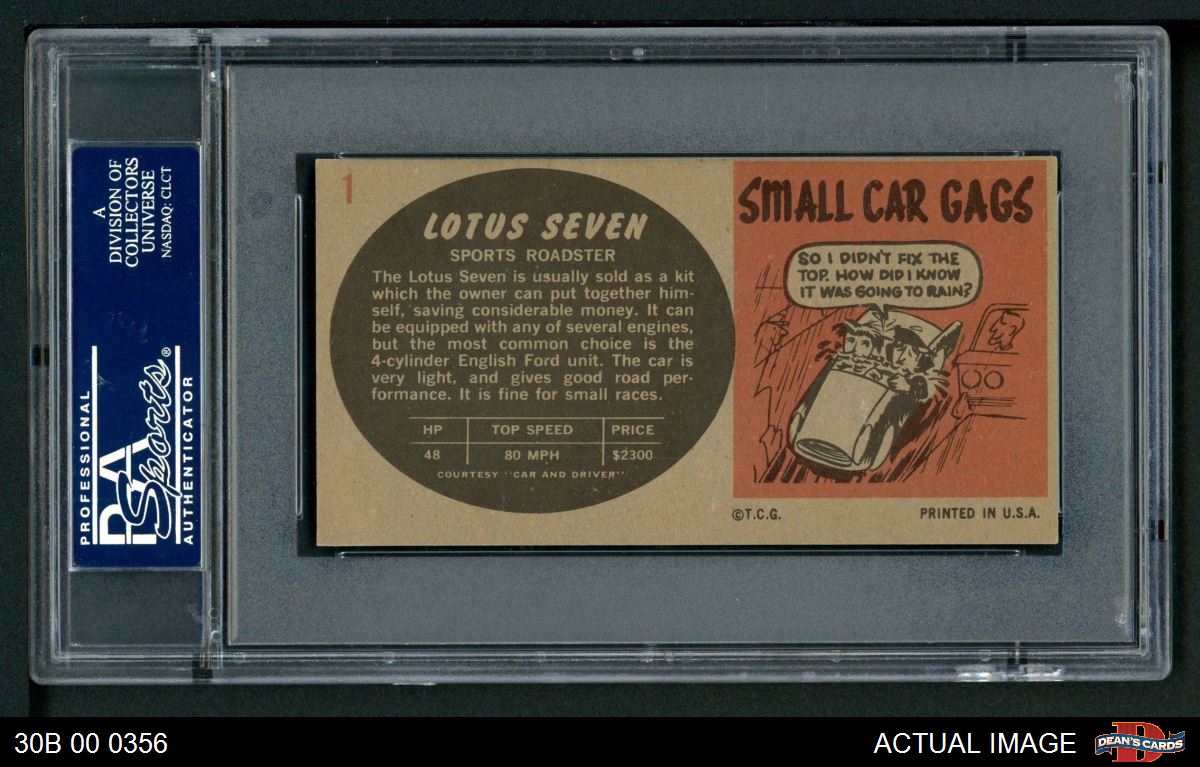 A
DIVISION OF
COLLECTORS
UNIVERSE
NASDAQ: CLCT
PROFESSIONAL
PSA
Sports®
AUTHENTICATOR
1
LOTUS SEVEN
SPORTS ROADSTER
The Lotus Seven is usually sold as a kit
which the owner can put together him-
self, saving considerable money. It can
be equipped with any of several engines,
but the most common choice is the
4-cylinder English Ford unit. The car is
very light, and gives good road per-
formance. It is fine for small races.
HP TOP SPEED PRICE
48 80 MPH $2300
COURTESY "CAR AND DRIVER"
SMALL CAR GAGS
SO I DIDN'T FIX THE
TOP. HOW DID I KNOW
IT WAS GOING TO RAIN?
©T.C.G.
PRINTED IN U.S.A.
30B 00 0356
ACTUAL IMAGE
D
DEAN'S CARDS